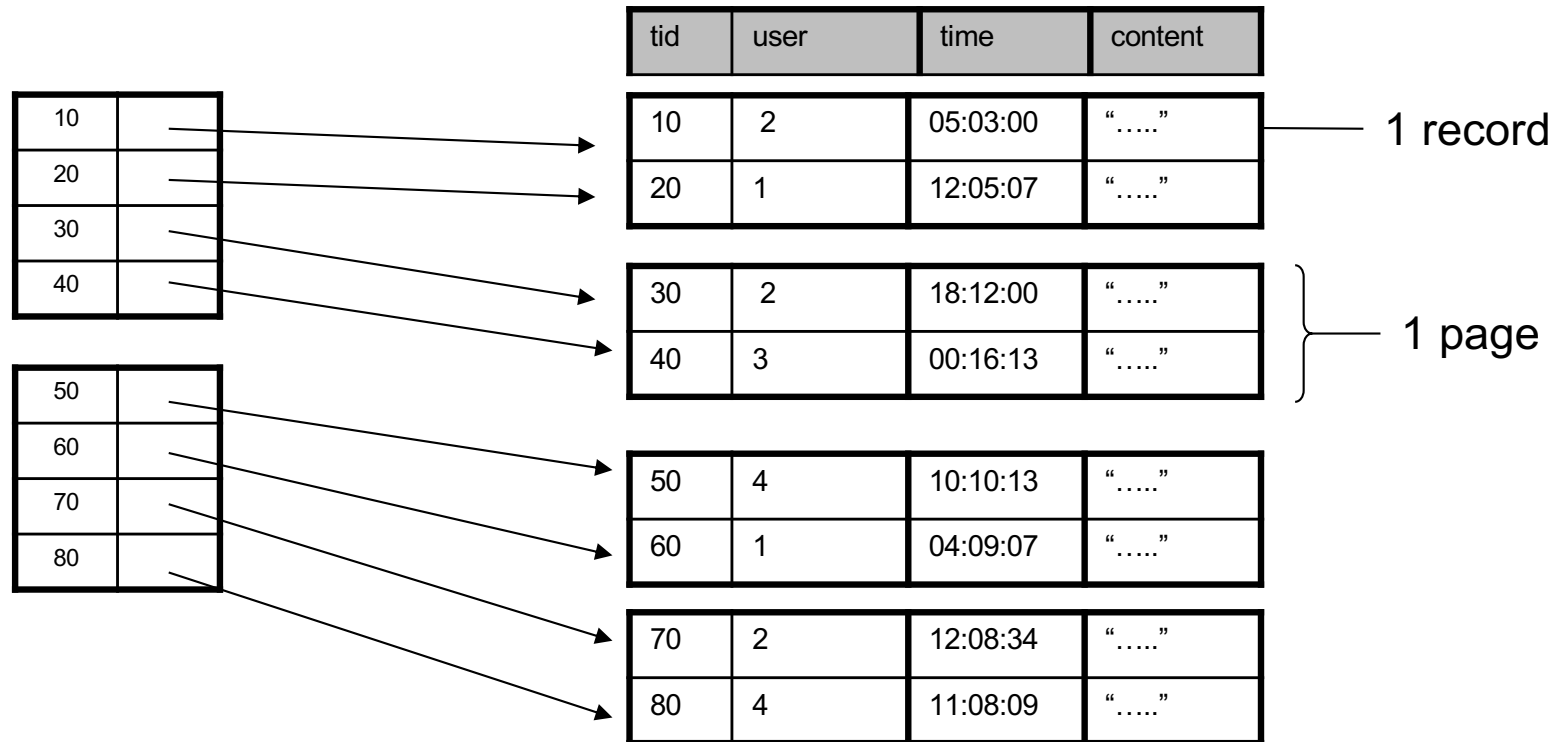 tid user time content
10 2 05:03:00 “…..”
20 1 12:05:07 “…..”
30 2 18:12:00 “…..”
40 3 00:16:13 “…..”
50 4 10:10:13 “…..”
60 1 04:09:07 “…..”
70 2 12:08:34 “…..”
80 4 11:08:09 “…..”
10
20
30
40
50
60
70
80
1 record
1 page